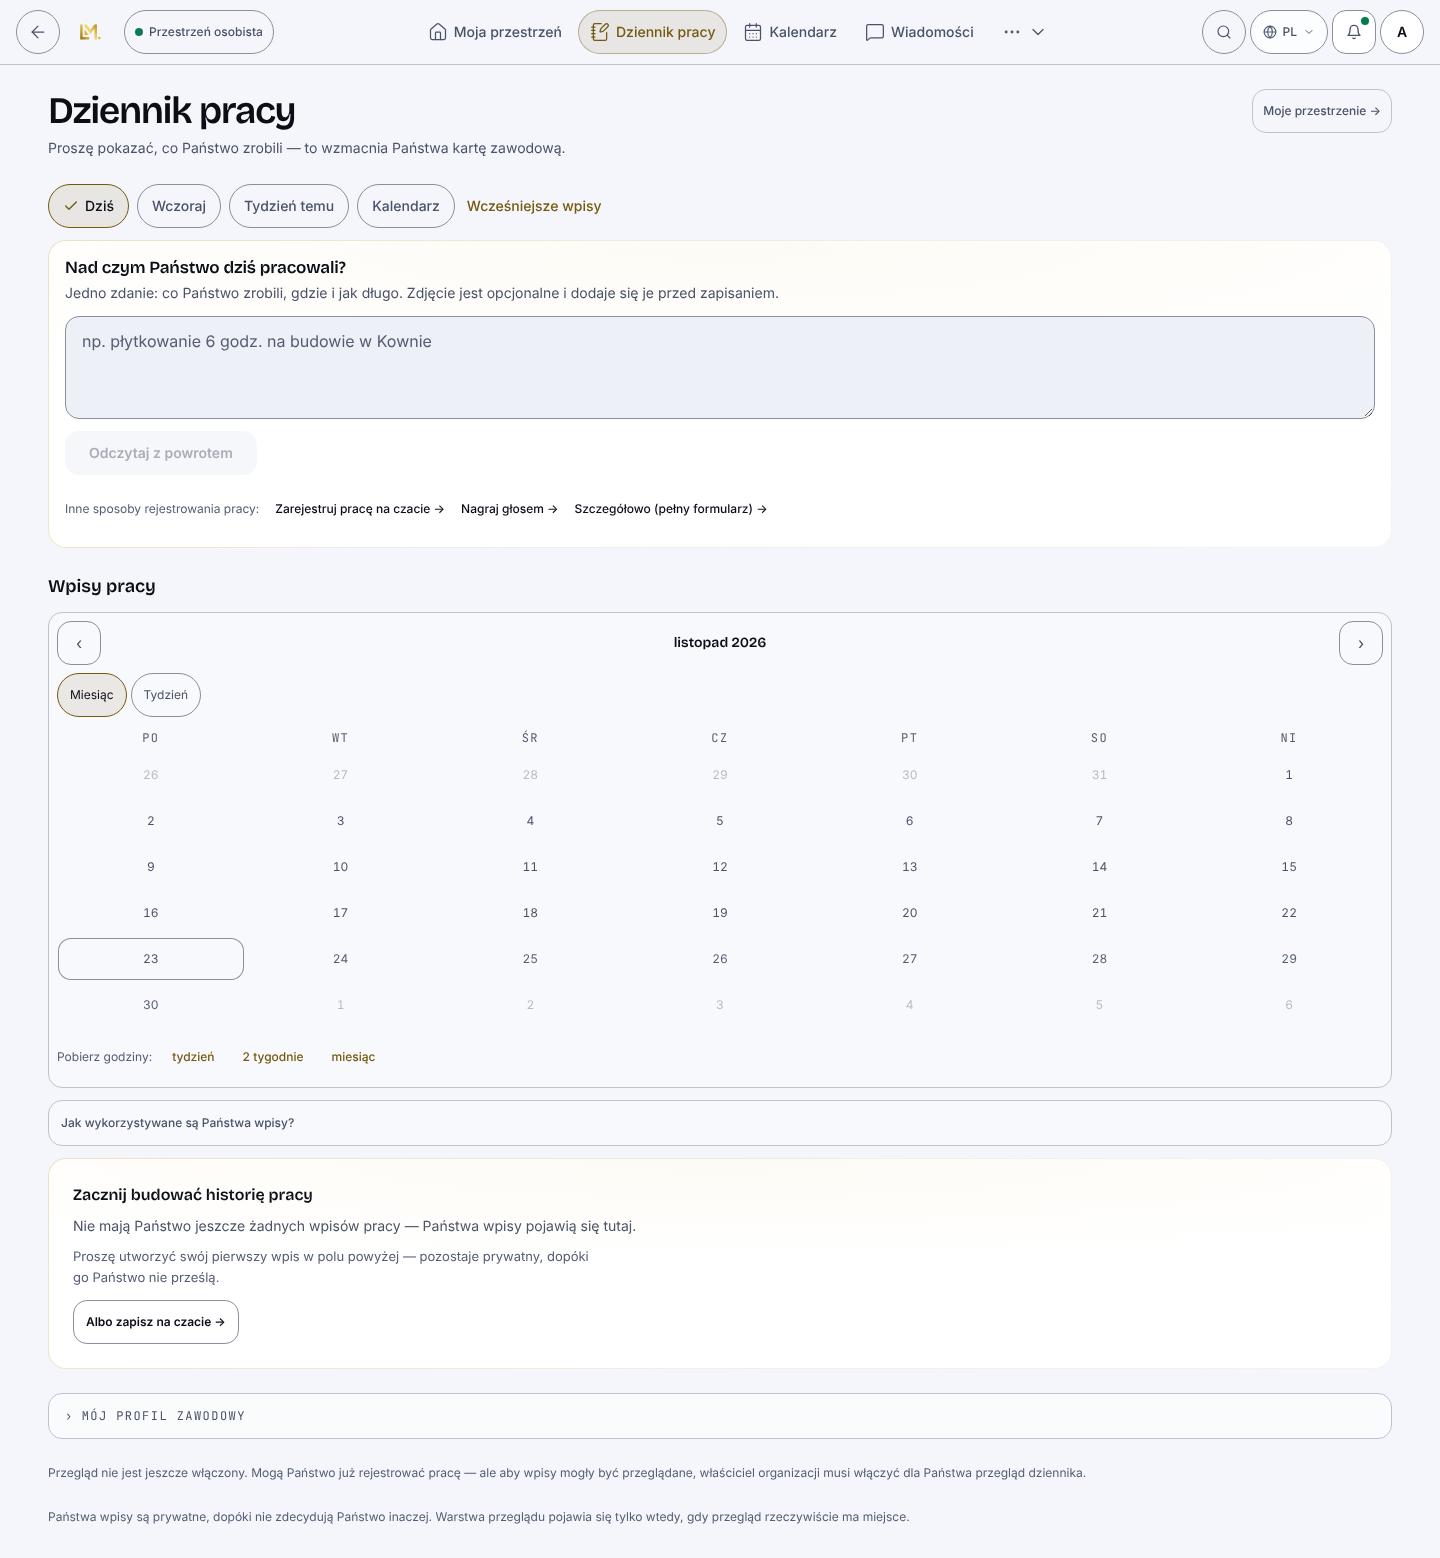 LM.
Przestrzeń osobista
Moja przestrzeń
Dziennik pracy
Kalendarz
Wiadomości
PL
A
Dziennik pracy
Moje przestrzenie →
Proszę pokazać, co Państwo zrobili — to wzmacnia Państwa kartę zawodową.
Dziś
Wczoraj
Tydzień temu
Kalendarz
Wcześniejsze wpisy
Nad czym Państwo dziś pracowali?
Jedno zdanie: co Państwo zrobili, gdzie i jak długo. Zdjęcie jest opcjonalne i dodaje się je przed zapisaniem.
np. płytkowanie 6 godz. na budowie w Kownie
Odczytaj z powrotem
Inne sposoby rejestrowania pracy: Zarejestruj pracę na czacie → Nagraj głosem → Szczegółowo (pełny formularz) →
Wpisy pracy
‹ listopad 2026 ›
Miesiąc Tydzień
PO WT ŚR CZ PT SO NI
26 27 28 29 30 31 1
2 3 4 5 6 7 8
9 10 11 12 13 14 15
16 17 18 19 20 21 22
23 24 25 26 27 28 29
30 1 2 3 4 5 6
Pobierz godziny: tydzień 2 tygodnie miesiąc
Jak wykorzystywane są Państwa wpisy?
Zacznij budować historię pracy
Nie mają Państwo jeszcze żadnych wpisów pracy — Państwa wpisy pojawią się tutaj.
Proszę utworzyć swój pierwszy wpis w polu powyżej — pozostaje prywatny, dopóki
go Państwo nie prześlą.
Albo zapisz na czacie →
› MÓJ PROFIL ZAWODOWY
Przegląd nie jest jeszcze włączony. Mogą Państwo już rejestrować pracę — ale aby wpisy mogły być przeglądane, właściciel organizacji musi włączyć dla Państwa przegląd dziennika.
Państwa wpisy są prywatne, dopóki nie zdecydują Państwo inaczej. Warstwa przeglądu pojawia się tylko wtedy, gdy przegląd rzeczywiście ma miejsce.